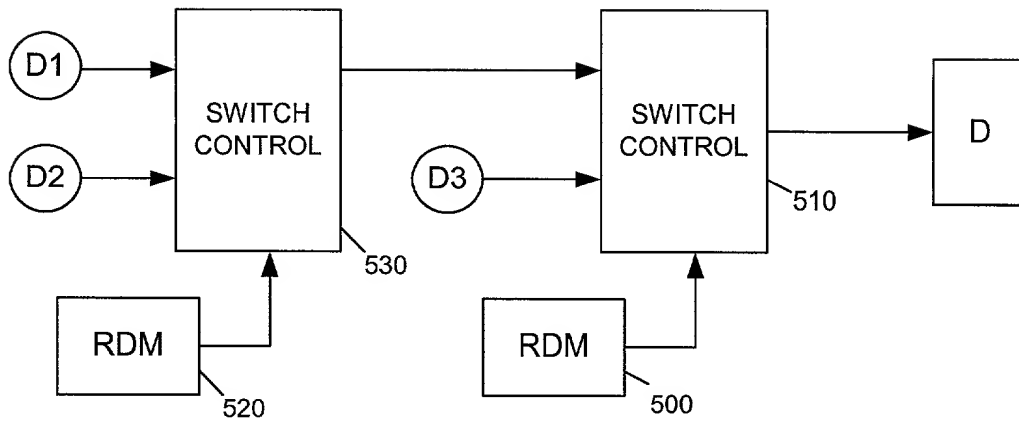 D1
D2
SWITCH
CONTROL
530
RDM
520
D3
SWITCH
CONTROL
510
RDM
500
D